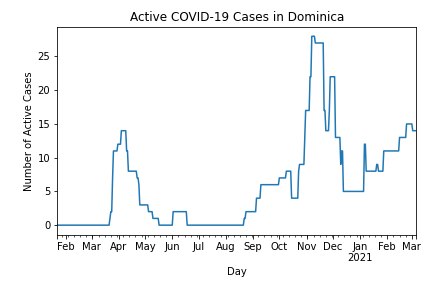 Active COVID-19 Cases in Dominica
Number of Active Cases
25
20
15
10
5
0
Feb Mar Apr May Jun Jul Aug Sep Oct Nov Dec Jan Feb Mar
2021
Day